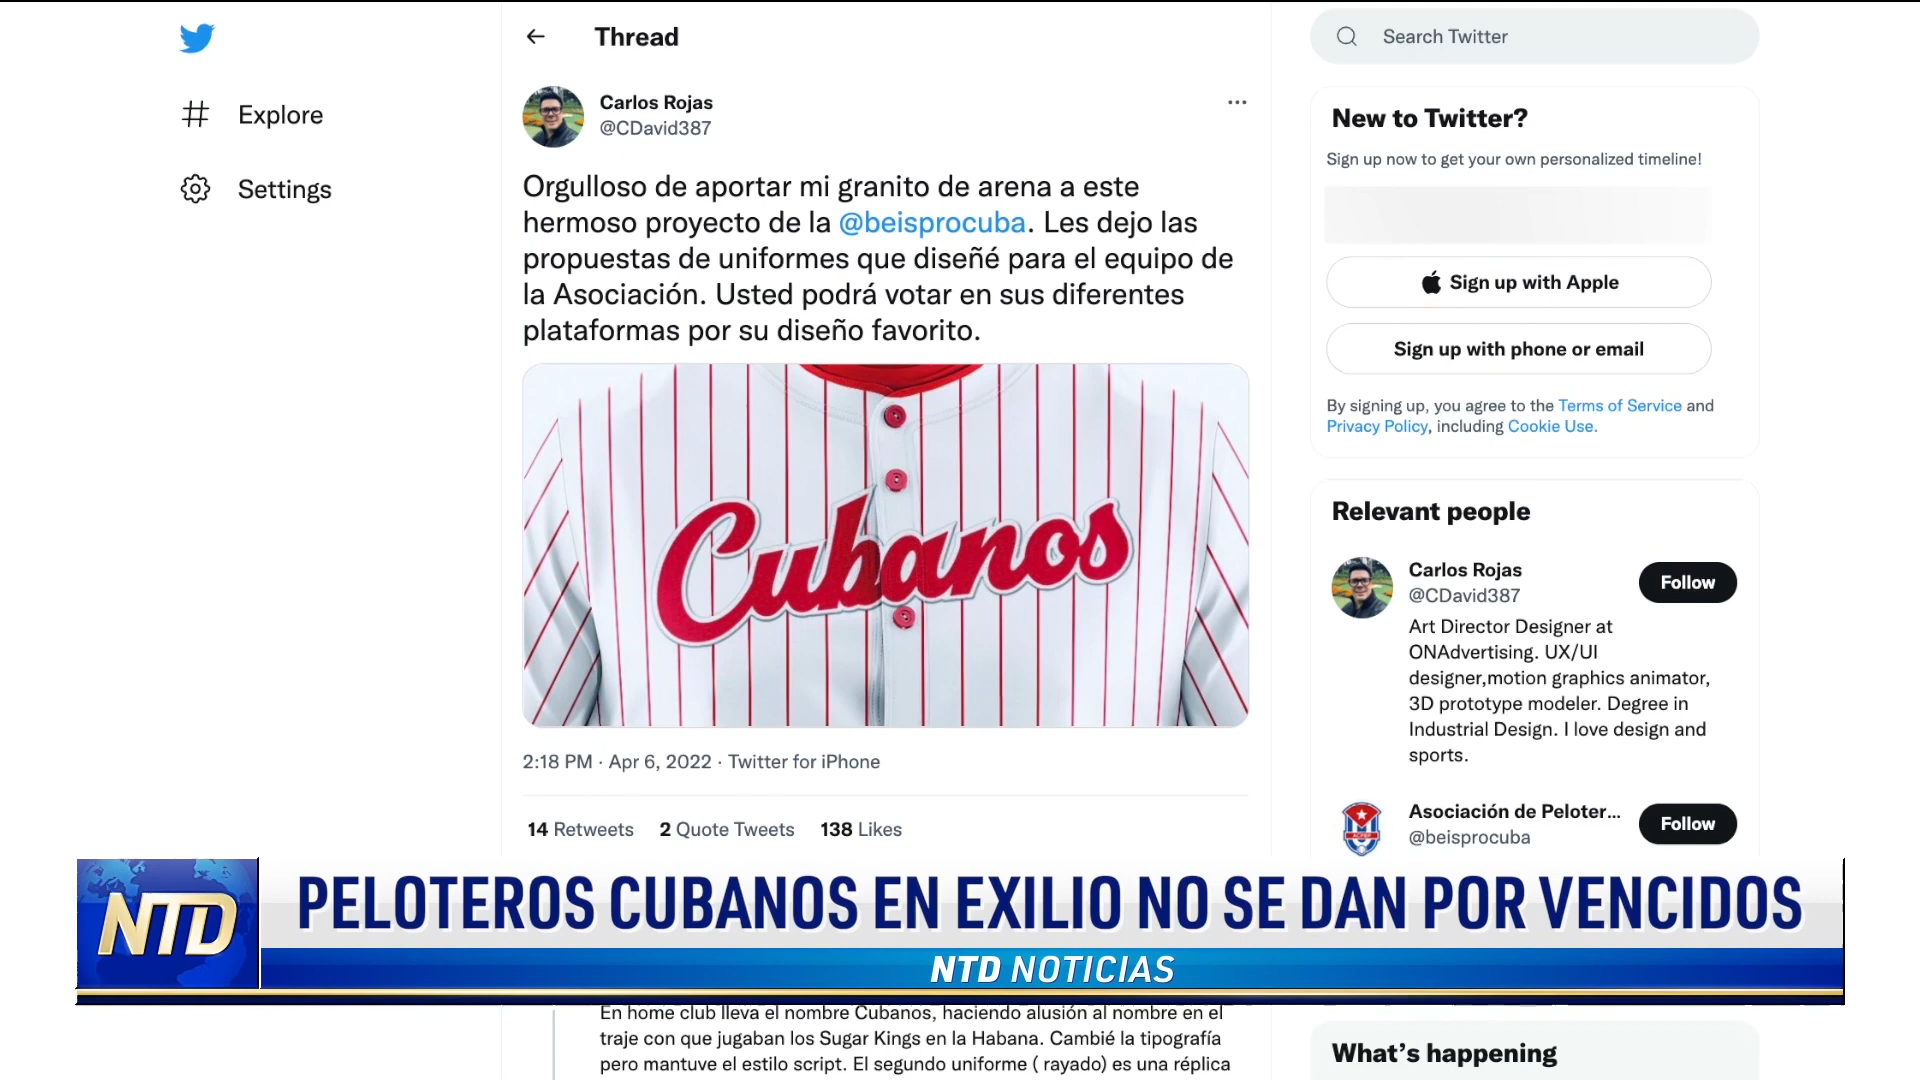 Explore
Settings
Thread
Carlos Rojas
@CDavid387
Orgulloso de aportar mi granito de arena a este
hermoso proyecto de la @beisprocuba. Les dejo las
propuestas de uniformes que diseñé para el equipo de
la Asociación. Usted podrá votar en sus diferentes
plataformas por su diseño favorito.
Cubanos
2:18 PM · Apr 6, 2022 · Twitter for iPhone
14 Retweets 2 Quote Tweets 138 Likes
Search Twitter
New to Twitter?
Sign up now to get your own personalized timeline!
Sign up with Apple
Sign up with phone or email
By signing up, you agree to the Terms of Service and
Privacy Policy, including Cookie Use.
Relevant people
Carlos Rojas
@CDavid387
Follow
Art Director Designer at
ONAdvertising. UX/UI
designer,motion graphics animator,
3D prototype modeler. Degree in
Industrial Design. I love design and
sports.
Asociación de Peloter...
@beisprocuba
Follow
NTD
PELOTEROS CUBANOS EN EXILIO NO SE DAN POR VENCIDOS
NTD NOTICIAS
En home club lleva el nombre Cubanos, haciendo alusión al nombre en el
traje con que jugaban los Sugar Kings en la Habana. Cambié la tipografía
pero mantuve el estilo script. El segundo uniforme ( rayado) es una réplica
What's happening